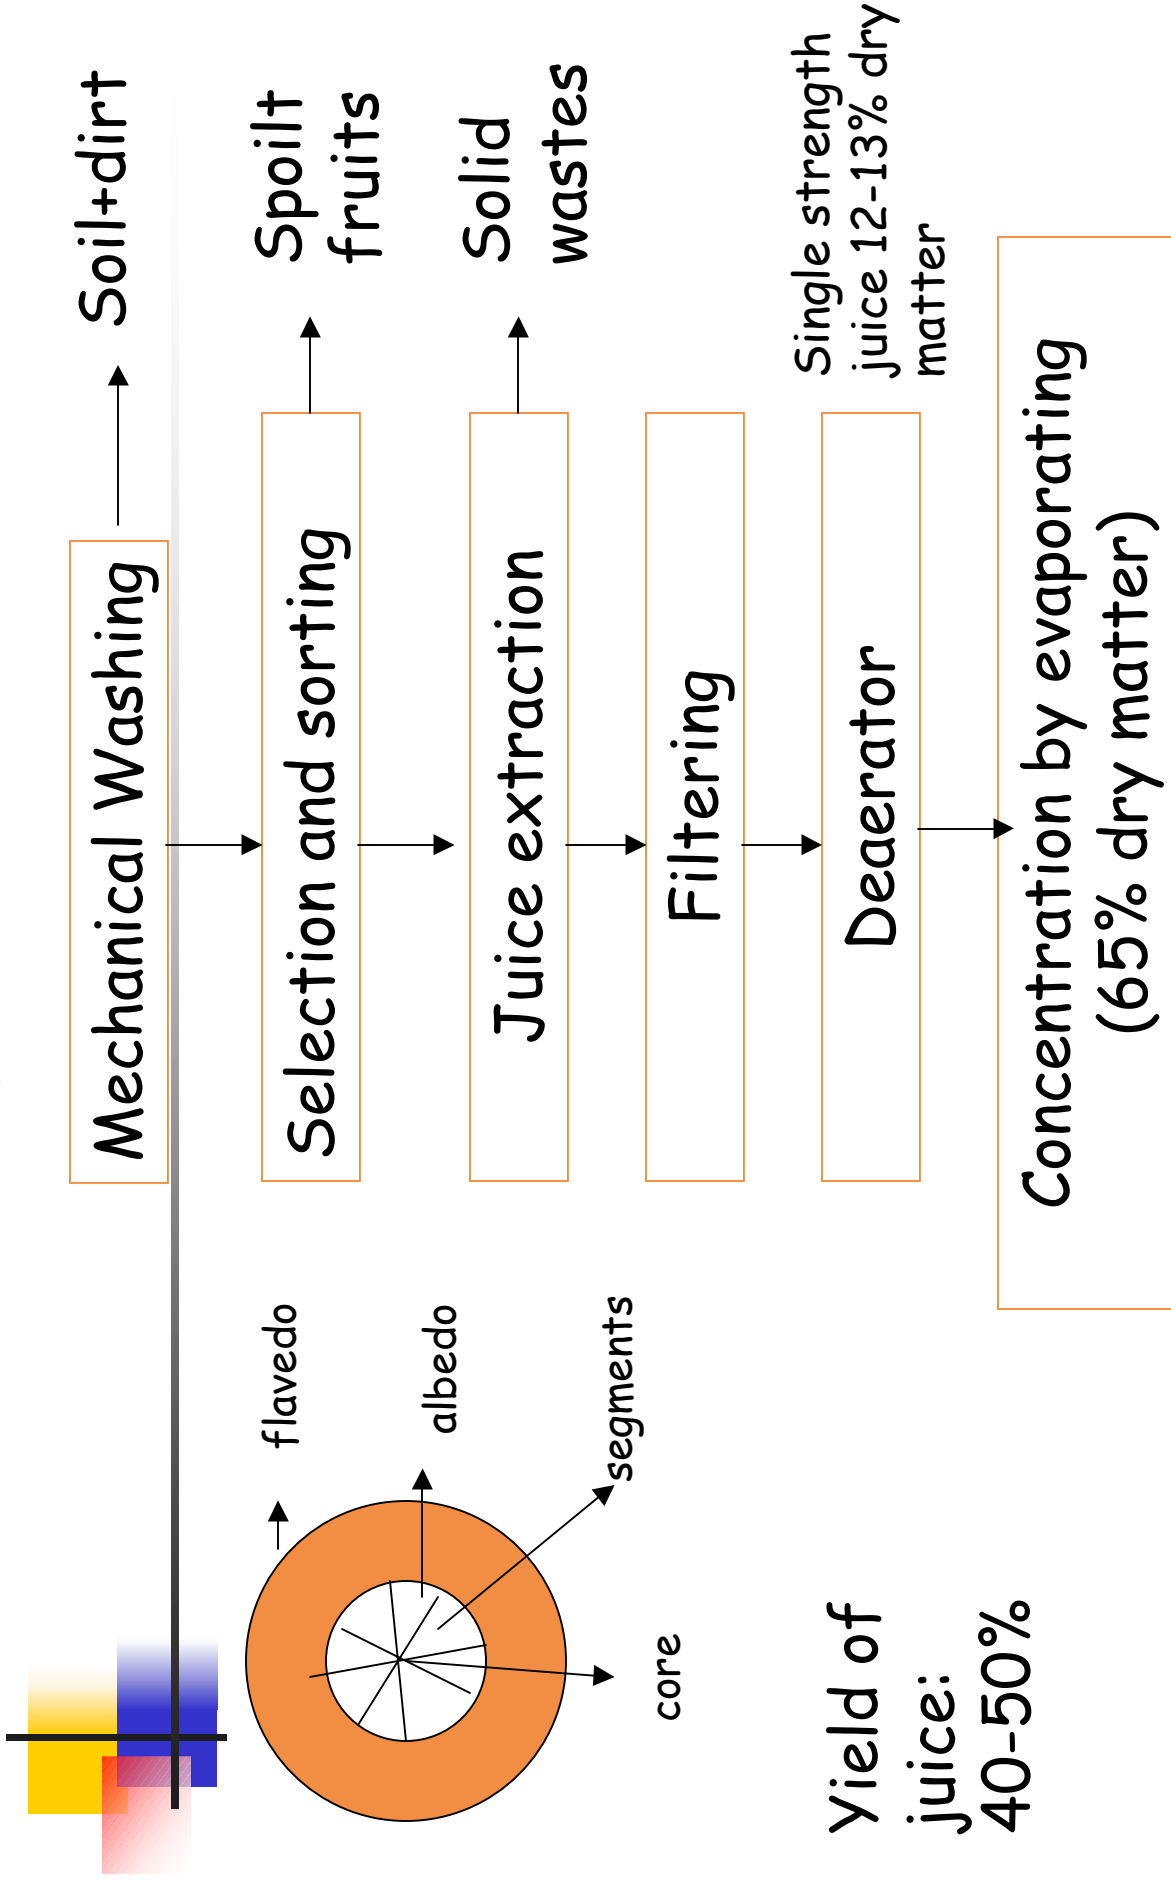 Mechanical Washing
Soil+dirt
flavedo
Selection and sorting
Spoilt
fruits
albedo
Juice extraction
Solid
wastes
segments
core
Filtering
Yield of
juice:
40-50%
Deaerator
Single strength
juice 12-13% dry
matter
Concentration by evaporating
(65% dry matter)